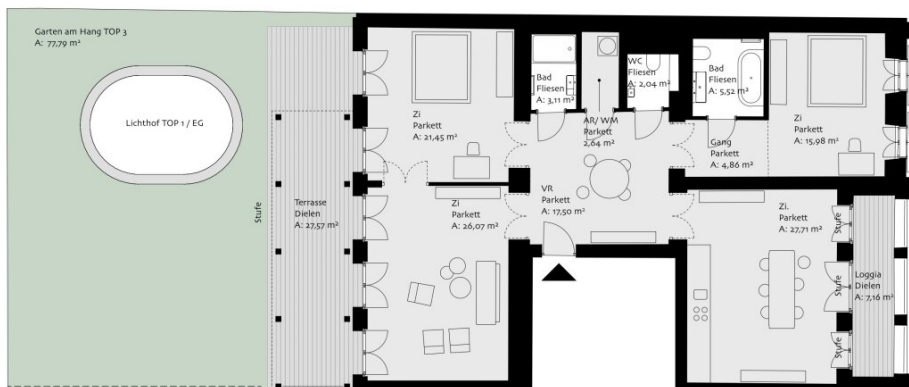 Garten am Hang TOP 3
A: 77,79 m²
Lichthof TOP 1 / EG
Stufe
Terrasse
Dielen
A: 27,57 m²
Zi
Parkett
A: 21,45 m²
Zi
Parkett
A: 26,07 m²
Bad
Fliesen
A: 3,11 m²
AR/ WM
Parkett
2,64 m²
WC
Fliesen
A: 2,04 m²
VR
Parkett
A: 17,50 m²
Bad
Fliesen
A: 5,52 m²
Gang
Parkett
A: 4,86 m²
Zi
Parkett
A: 15,98 m²
Zi.
Parkett
A: 27,71 m²
Stufe
Stufe
Stufe
Loggia
Dielen
A: 7,16 m²